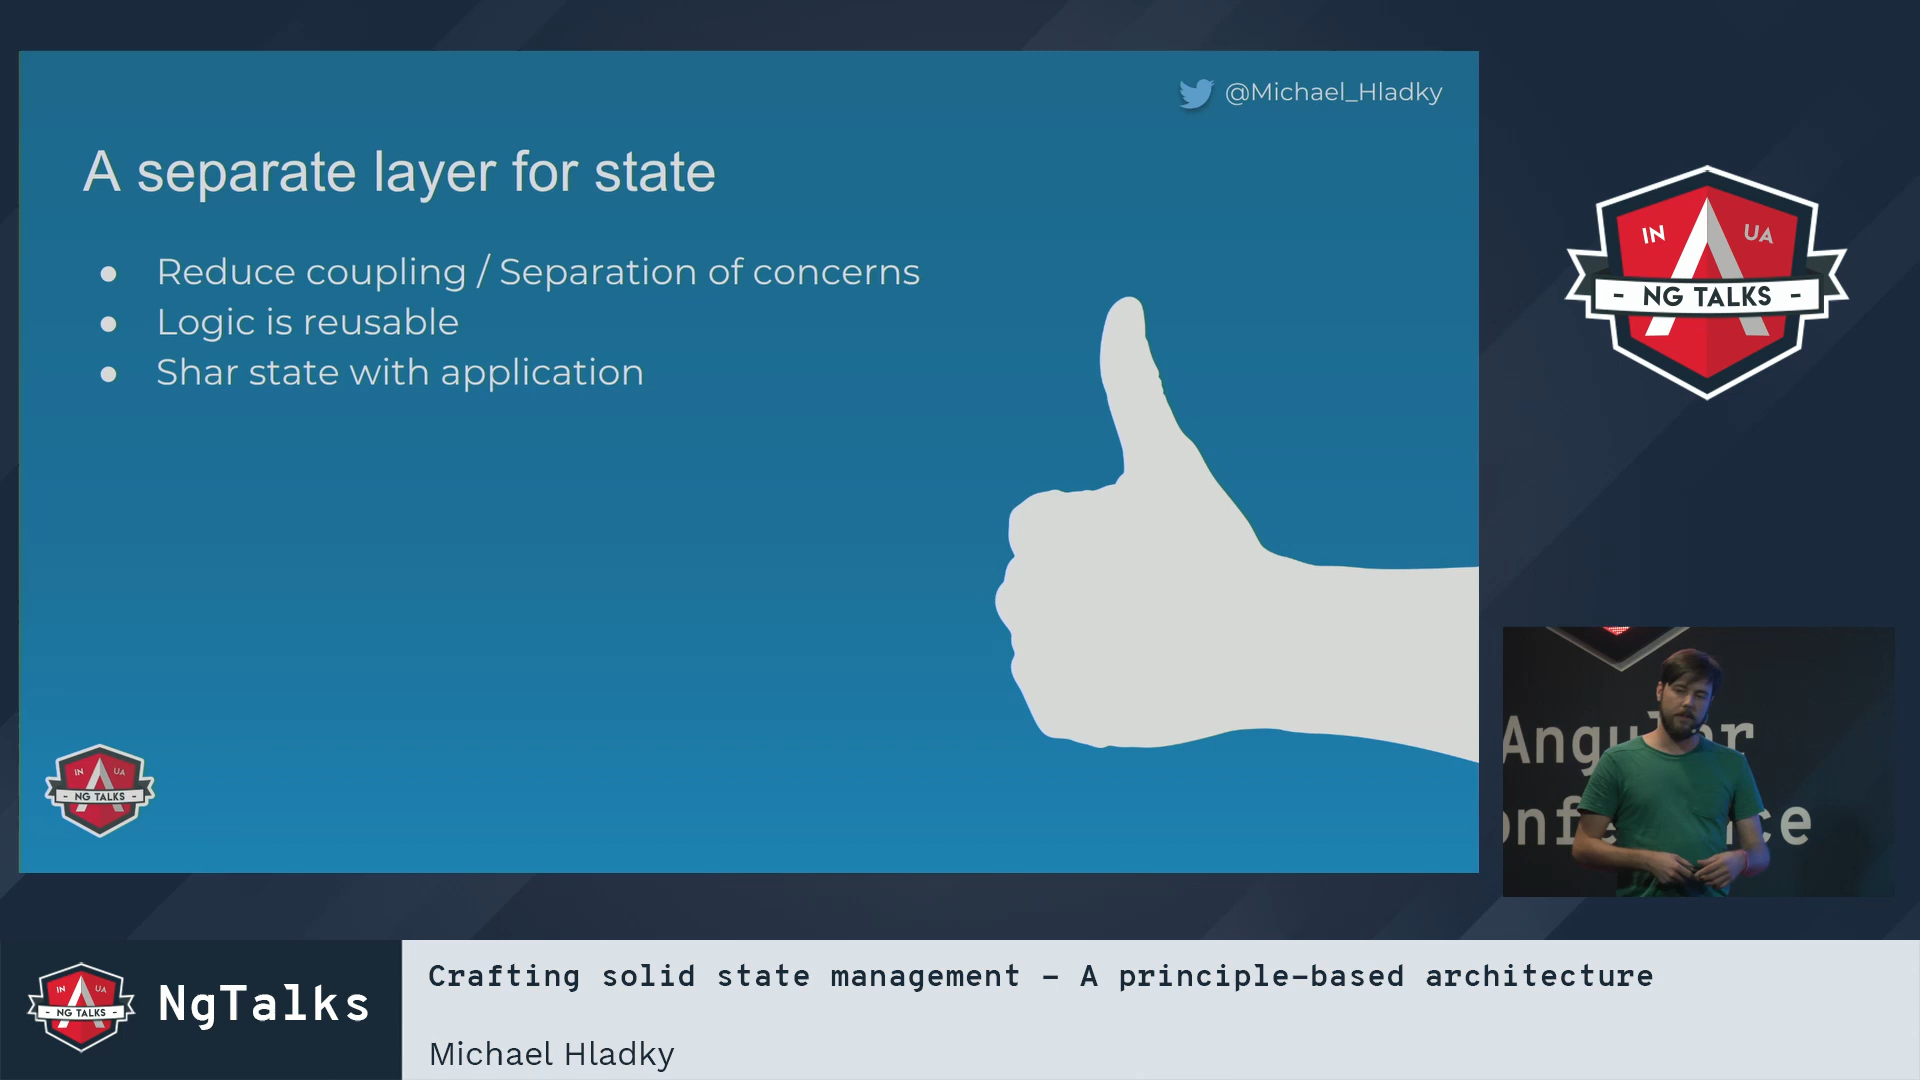 @Michael_Hladky
A separate layer for state
● Reduce coupling / Separation of concerns
● Logic is reusable
● Shar state with application
IN UA
- NG TALKS -
IN UA
- NG TALKS -
Angular
onference
IN UA
- NG TALKS -
NgTalks
Crafting solid state management – A principle-based architecture
Michael Hladky